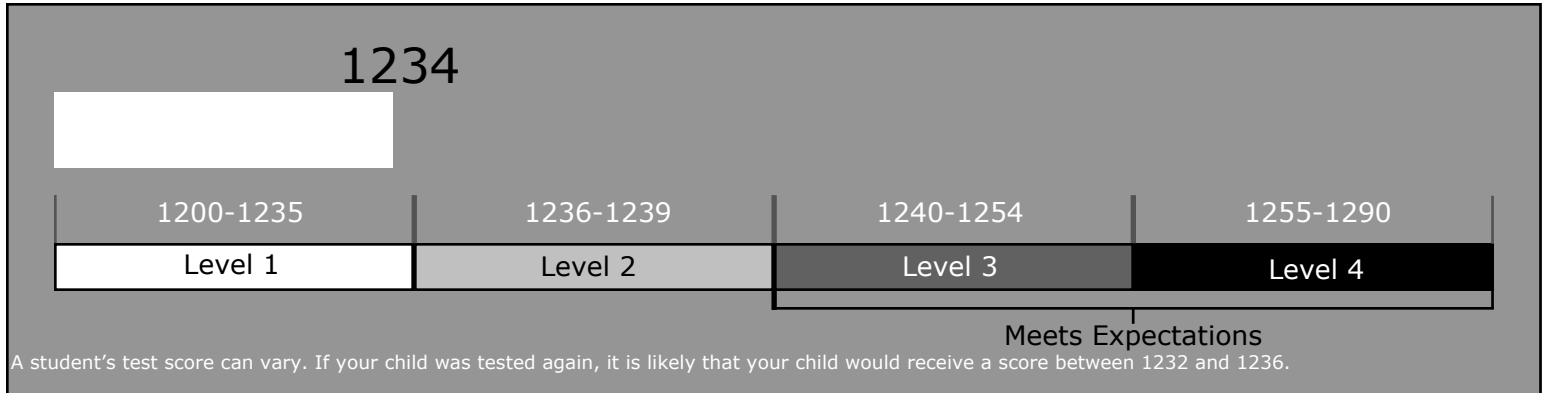 1234
1200-1235 1236-1239 1240-1254 1255-1290
Level 1 Level 2 Level 3 Level 4
Meets Expectations
A student’s test score can vary. If your child was tested again, it is likely that your child would receive a score between 1232 and 1236.